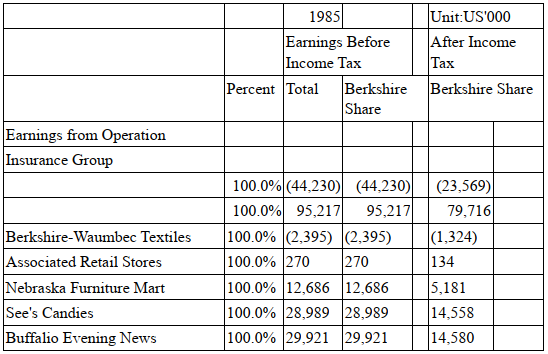 1985 Unit:US'000
Earnings Before After Income
Income Tax Tax
Percent Total Berkshire Berkshire Share
Share
Earnings from Operation
Insurance Group
100.0% (44,230) (44,230) (23,569)
100.0% 95,217 95,217 79,716
Berkshire-Waumbec Textiles 100.0% (2,395) (2,395) (1,324)
Associated Retail Stores 100.0% 270 270 134
Nebraska Furniture Mart 100.0% 12,686 12,686 5,181
See's Candies 100.0% 28,989 28,989 14,558
Buffalio Evening News 100.0% 29,921 29,921 14,580